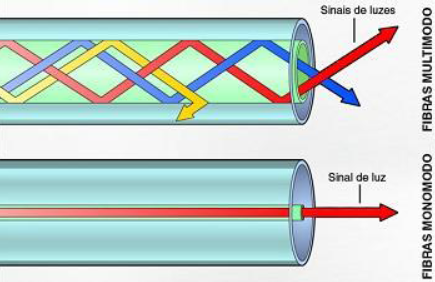 Sinais de luzes
FIBRAS MULTIMODO
Sinal de luz
FIBRAS MONOMODO